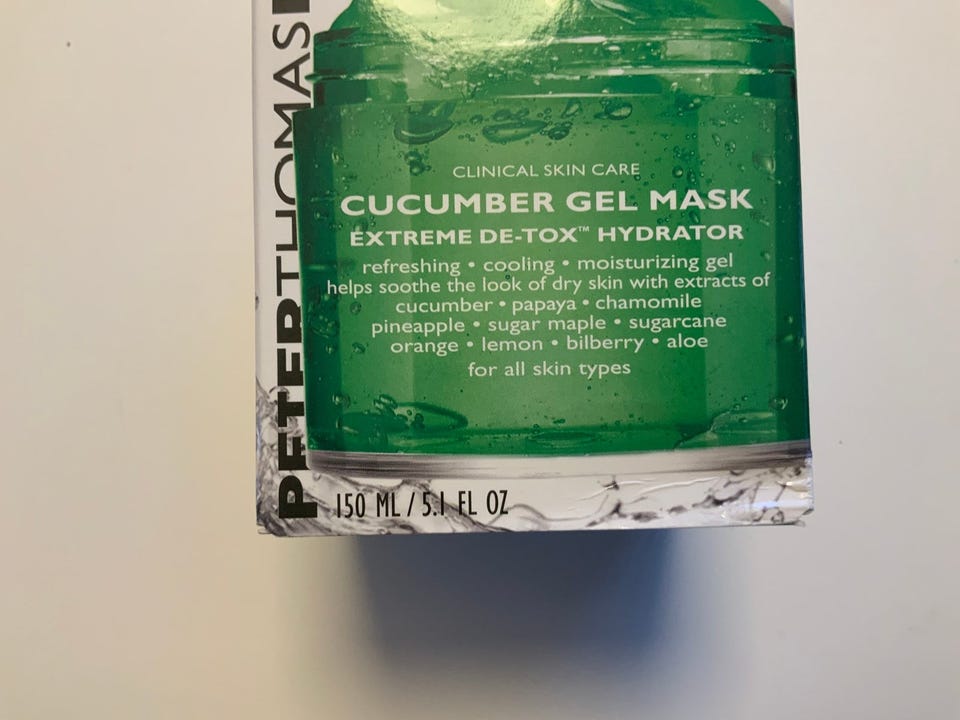 PETERTHOMAS
CLINICAL SKIN CARE
CUCUMBER GEL MASK
EXTREME DE-TOX™ HYDRATOR
refreshing • cooling • moisturizing gel
helps soothe the look of dry skin with extracts of
cucumber • papaya • chamomile
pineapple • sugar maple • sugarcane
orange • lemon • bilberry • aloe
for all skin types
150 ML / 5.1 FL OZ